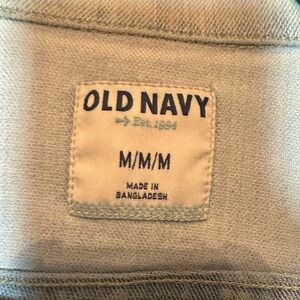 OLD NAVY
Est. 1994
M/M/M
MADE IN
BANGLADESH